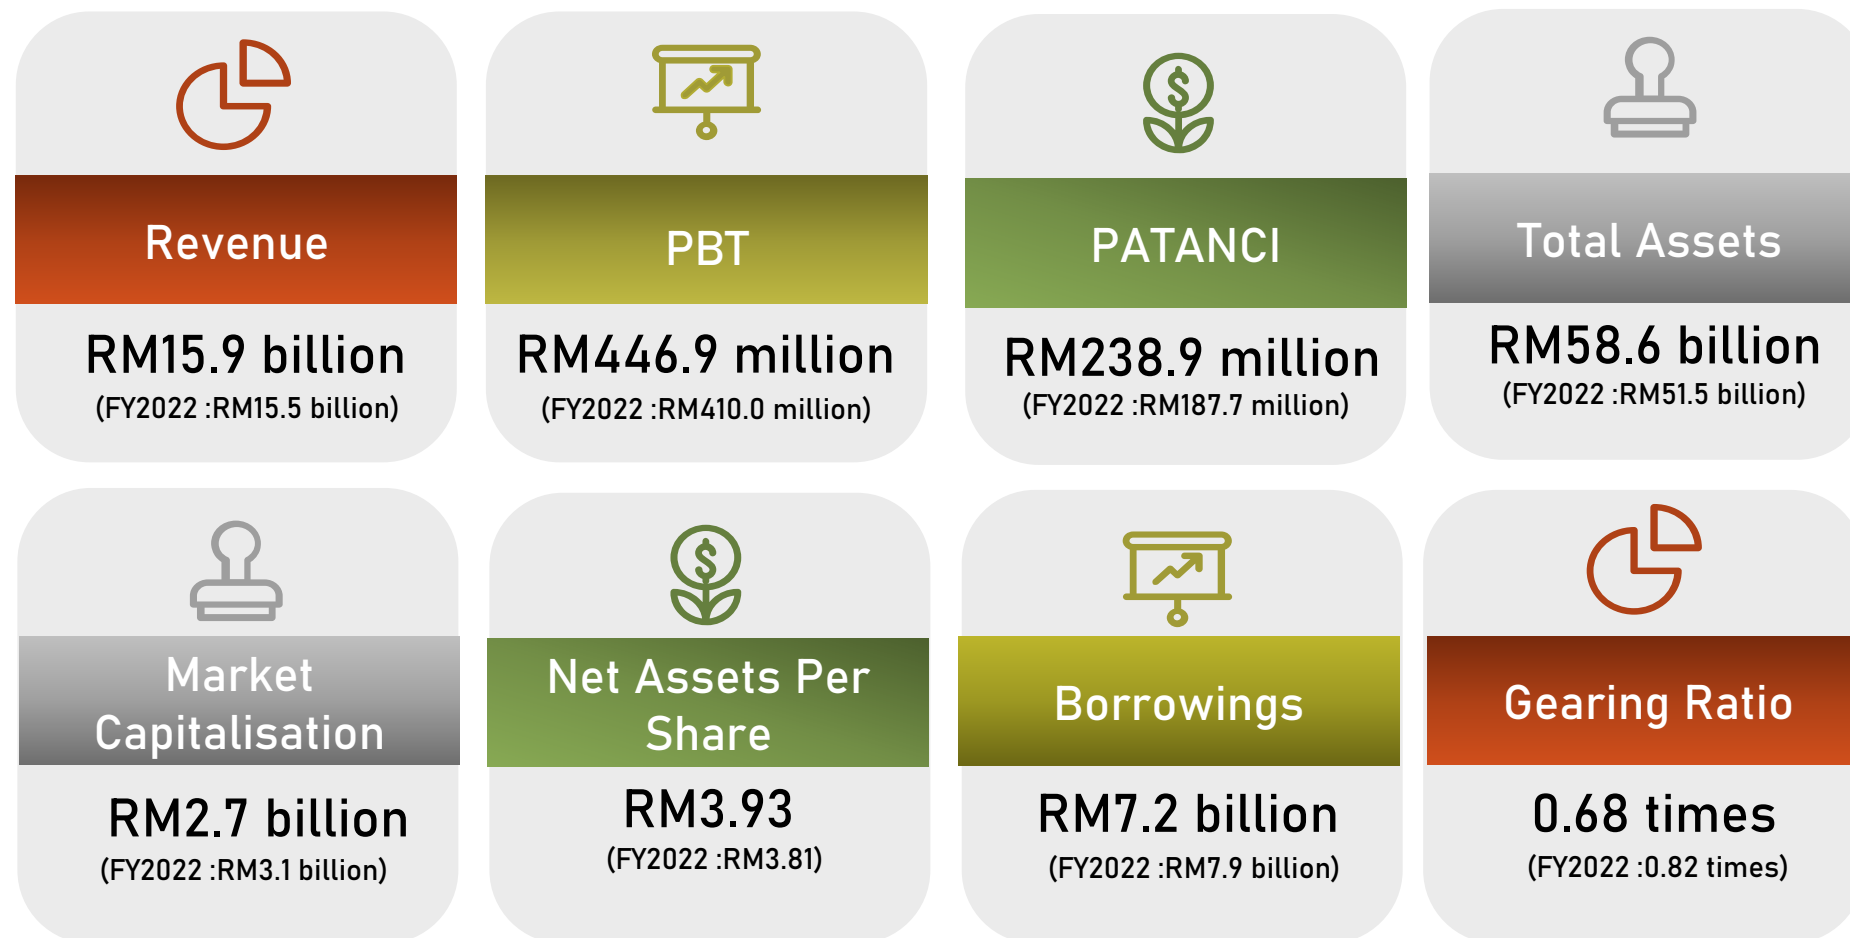 Revenue
RM15.9 billion
(FY2022 :RM15.5 billion)
PBT
RM446.9 million
(FY2022 :RM410.0 million)
PATANCI
RM238.9 million
(FY2022 :RM187.7 million)
Total Assets
RM58.6 billion
(FY2022 :RM51.5 billion)
Market
Capitalisation
RM2.7 billion
(FY2022 :RM3.1 billion)
Net Assets Per
Share
RM3.93
(FY2022 :RM3.81)
Borrowings
RM7.2 billion
(FY2022 :RM7.9 billion)
Gearing Ratio
0.68 times
(FY2022 :0.82 times)